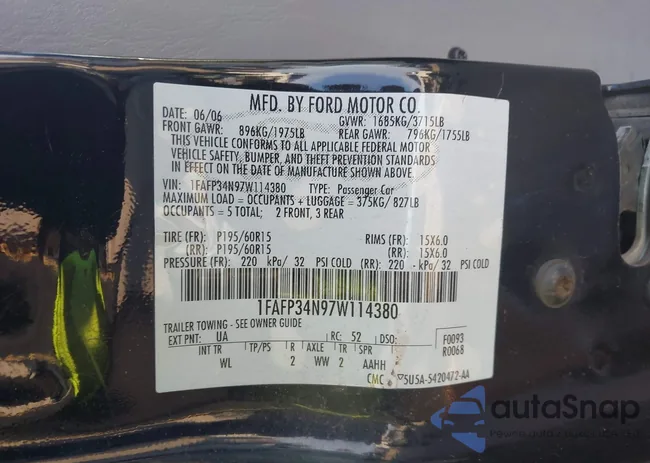 MFD. BY FORD MOTOR CO.
DATE: 06/06 GVWR: 1685KG/3715LB
FRONT GAWR: 896KG/1975LB REAR GAWR: 796KG/1755LB
THIS VEHICLE CONFORMS TO ALL APPLICABLE FEDERAL MOTOR
VEHICLE SAFETY, BUMPER, AND THEFT PREVENTION STANDARDS
IN EFFECT ON THE DATE OF MANUFACTURE SHOWN ABOVE.
VIN: 1FAFP34N97W114380 TYPE: Passenger Car
MAXIMUM LOAD = OCCUPANTS + LUGGAGE = 375KG/ 827LB
OCCUPANTS = 5 TOTAL; 2 FRONT, 3 REAR
TIRE (FR): P195/60R15 RIMS (FR): 15X6.0
(RR): P195/60R15 (RR): 15X6.0
PRESSURE (FR): 220 kPa/ 32 PSI COLD (RR): 220 - kPa/ 32 PSI COLD
1FAFP34N97W114380
TRAILER TOWING - SEE OWNER GUIDE
EXT PNT: UA RC: 52 DSO: F0093
INT TR TP/PS R AXLE TR SPR R0068
WL 2 WW 2 AAHH
CMC 5U5A-5420472-AA
autaSnap